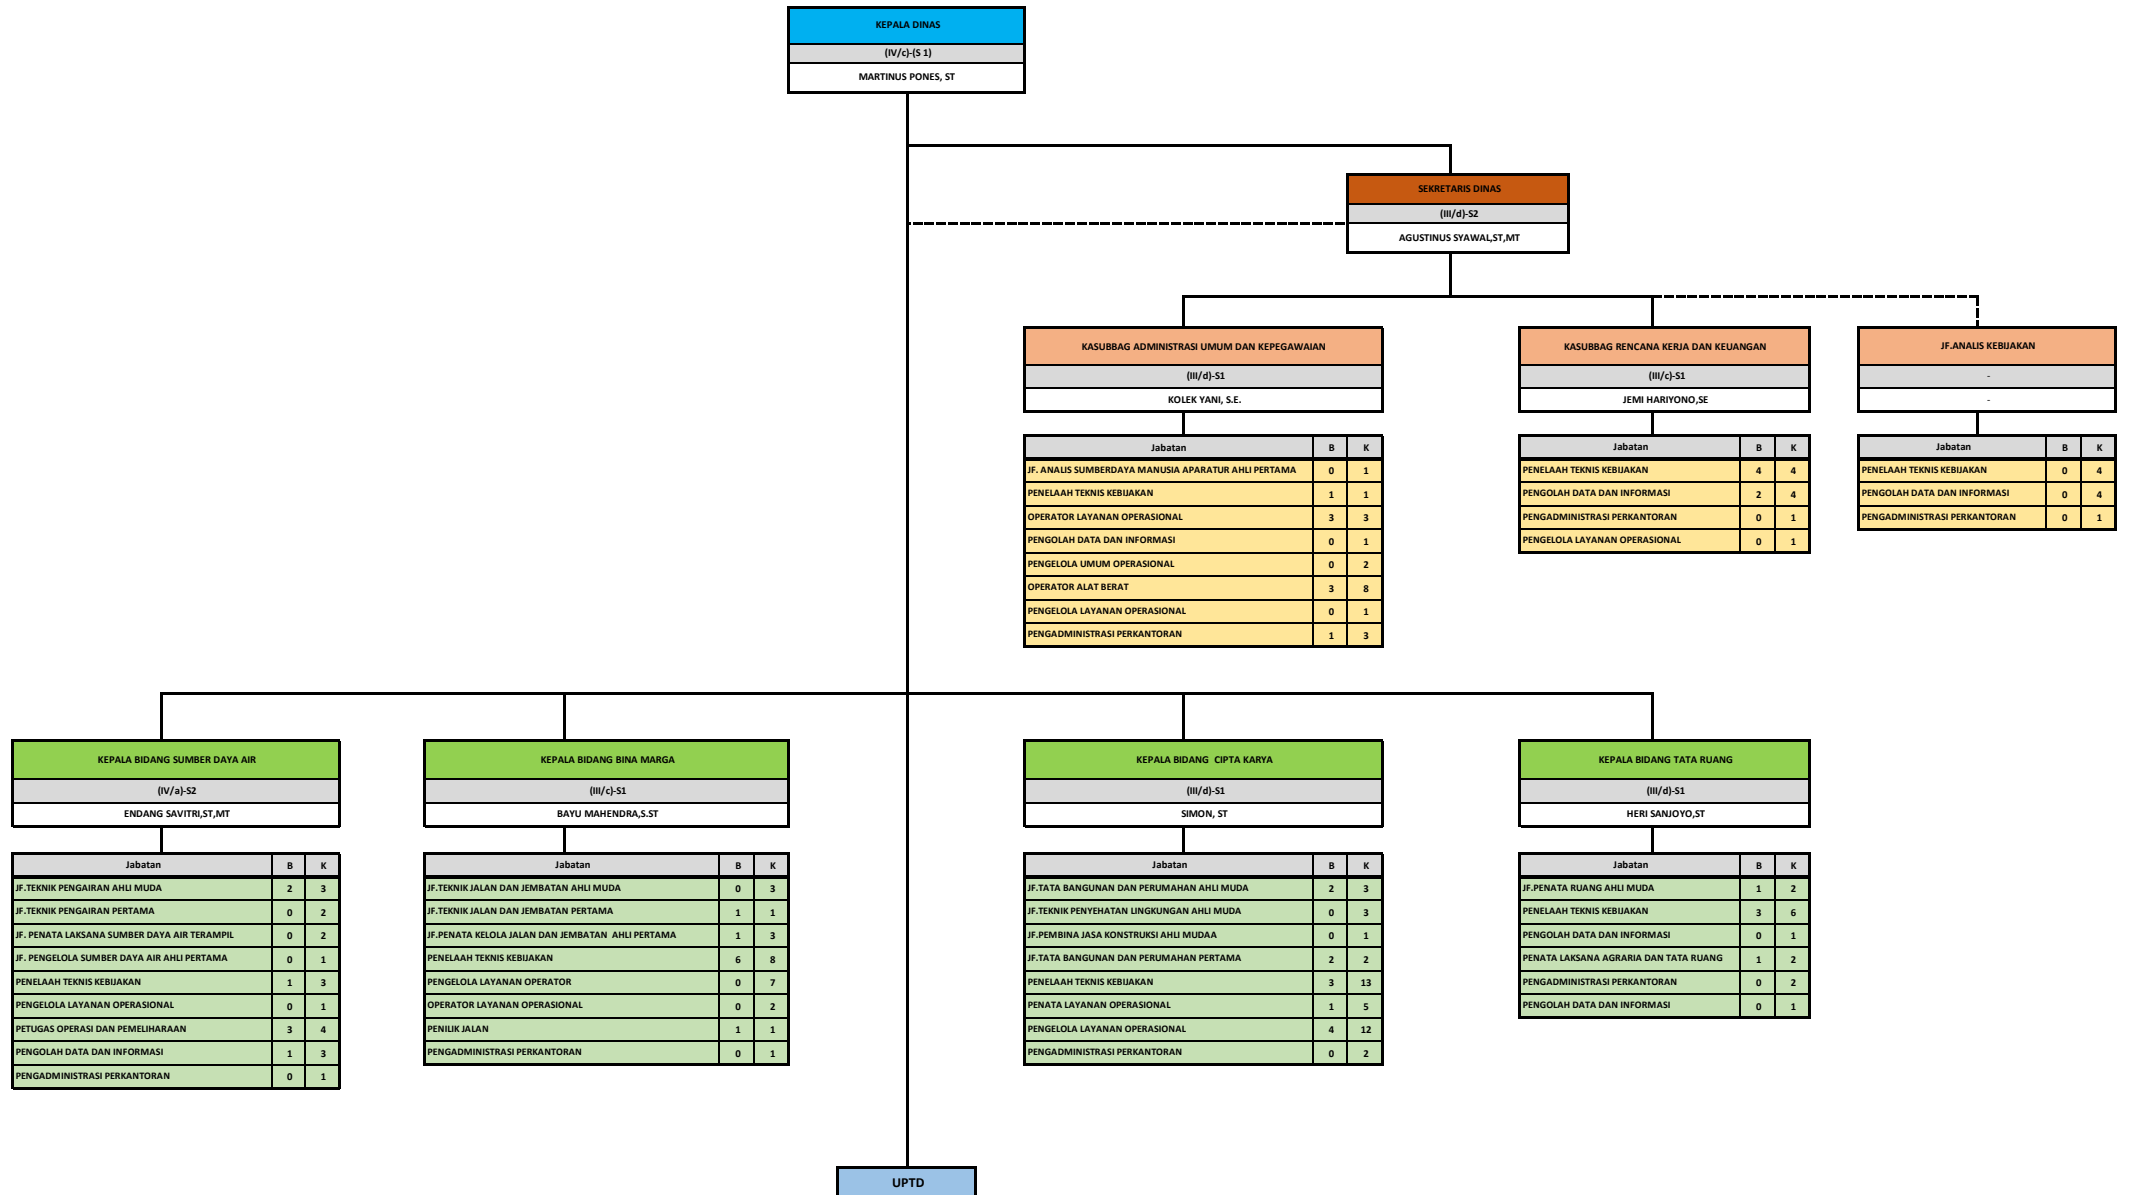 KEPALA DINAS
(IV/c)-(S 1)
MARTINUS PONES, ST
SEKRETARIS DINAS
(III/d)-S2
AGUSTINUS SYAWAL,ST,MT
KASUBBAG ADMINISTRASI UMUM DAN KEPEGAWAIAN
(III/d)-S1
KOLEK YANI, S.E.
Jabatan B K
JF. ANALIS SUMBERDAYA MANUSIA APARATUR AHLI PERTAMA 0 1
PENELAAH TEKNIS KEBIJAKAN 1 1
OPERATOR LAYANAN OPERASIONAL 3 3
PENGOLAH DATA DAN INFORMASI 0 1
PENGELOLA UMUM OPERASIONAL 0 2
OPERATOR ALAT BERAT 3 8
PENGELOLA LAYANAN OPERASIONAL 0 1
PENGADMINISTRASI PERKANTORAN 1 3
KASUBBAG RENCANA KERJA DAN KEUANGAN
(III/c)-S1
JEMI HARIYONO,SE
Jabatan B K
PENELAAH TEKNIS KEBIJAKAN 4 4
PENGOLAH DATA DAN INFORMASI 2 4
PENGADMINISTRASI PERKANTORAN 0 1
PENGELOLA LAYANAN OPERASIONAL 0 1
JF.ANALIS KEBIJAKAN
-
-
Jabatan B K
PENELAAH TEKNIS KEBIJAKAN 0 4
PENGOLAH DATA DAN INFORMASI 0 4
PENGADMINISTRASI PERKANTORAN 0 1
KEPALA BIDANG SUMBER DAYA AIR
(IV/a)-S2
ENDANG SAVITRI,ST,MT
Jabatan B K
JF.TEKNIK PENGAIRAN AHLI MUDA 2 3
JF.TEKNIK PENGAIRAN PERTAMA 0 2
JF. PENATA LAKSANA SUMBER DAYA AIR TERAMPIL 0 2
JF. PENGELOLA SUMBER DAYA AIR AHLI PERTAMA 0 1
PENELAAH TEKNIS KEBIJAKAN 1 3
PENGELOLA LAYANAN OPERASIONAL 0 1
PETUGAS OPERASI DAN PEMELIHARAAN 3 4
PENGOLAH DATA DAN INFORMASI 1 3
PENGADMINISTRASI PERKANTORAN 0 1
KEPALA BIDANG BINA MARGA
(III/c)-S1
BAYU MAHENDRA,S.ST
Jabatan B K
JF.TEKNIK JALAN DAN JEMBATAN AHLI MUDA 0 3
JF.TEKNIK JALAN DAN JEMBATAN PERTAMA 1 1
JF.PENATA KELOLA JALAN DAN JEMBATAN  AHLI PERTAMA 1 3
PENELAAH TEKNIS KEBIJAKAN 6 8
PENGELOLA LAYANAN OPERATOR 0 7
OPERATOR LAYANAN OPERASIONAL 0 2
PENILIK JALAN 1 1
PENGADMINISTRASI PERKANTORAN 0 1
KEPALA BIDANG  CIPTA KARYA
(III/d)-S1
SIMON, ST
Jabatan B K
JF.TATA BANGUNAN DAN PERUMAHAN AHLI MUDA 2 3
JF.TEKNIK PENYEHATAN LINGKUNGAN AHLI MUDA 0 3
JF.PEMBINA JASA KONSTRUKSI AHLI MUDAA 0 1
JF.TATA BANGUNAN DAN PERUMAHAN PERTAMA 2 2
PENELAAH TEKNIS KEBIJAKAN 3 13
PENATA LAYANAN OPERASIONAL 1 5
PENGELOLA LAYANAN OPERASIONAL 4 12
PENGADMINISTRASI PERKANTORAN 0 2
KEPALA BIDANG TATA RUANG
(III/d)-S1
HERI SANJOYO,ST
Jabatan B K
JF.PENATA RUANG AHLI MUDA 1 2
PENELAAH TEKNIS KEBIJAKAN 3 6
PENGOLAH DATA DAN INFORMASI 0 1
PENATA LAKSANA AGRARIA DAN TATA RUANG 1 2
PENGADMINISTRASI PERKANTORAN 0 2
PENGOLAH DATA DAN INFORMASI 0 1
UPTD